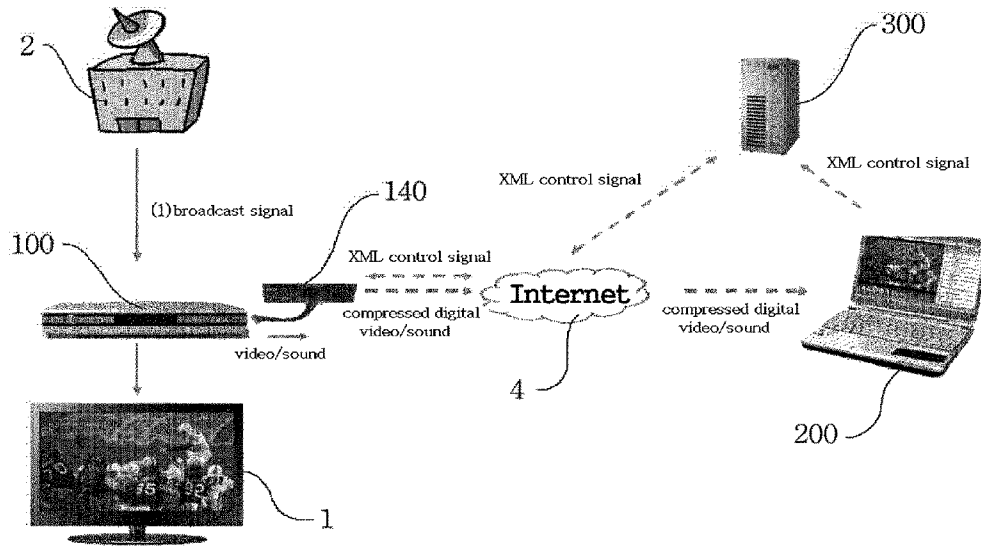 2
300
XML control signal
XML control signal
(1)broadcast signal
140
100
XML control signal
Internet
compressed digital
video/sound
compressed digital
video/sound
video/sound
4
200
1